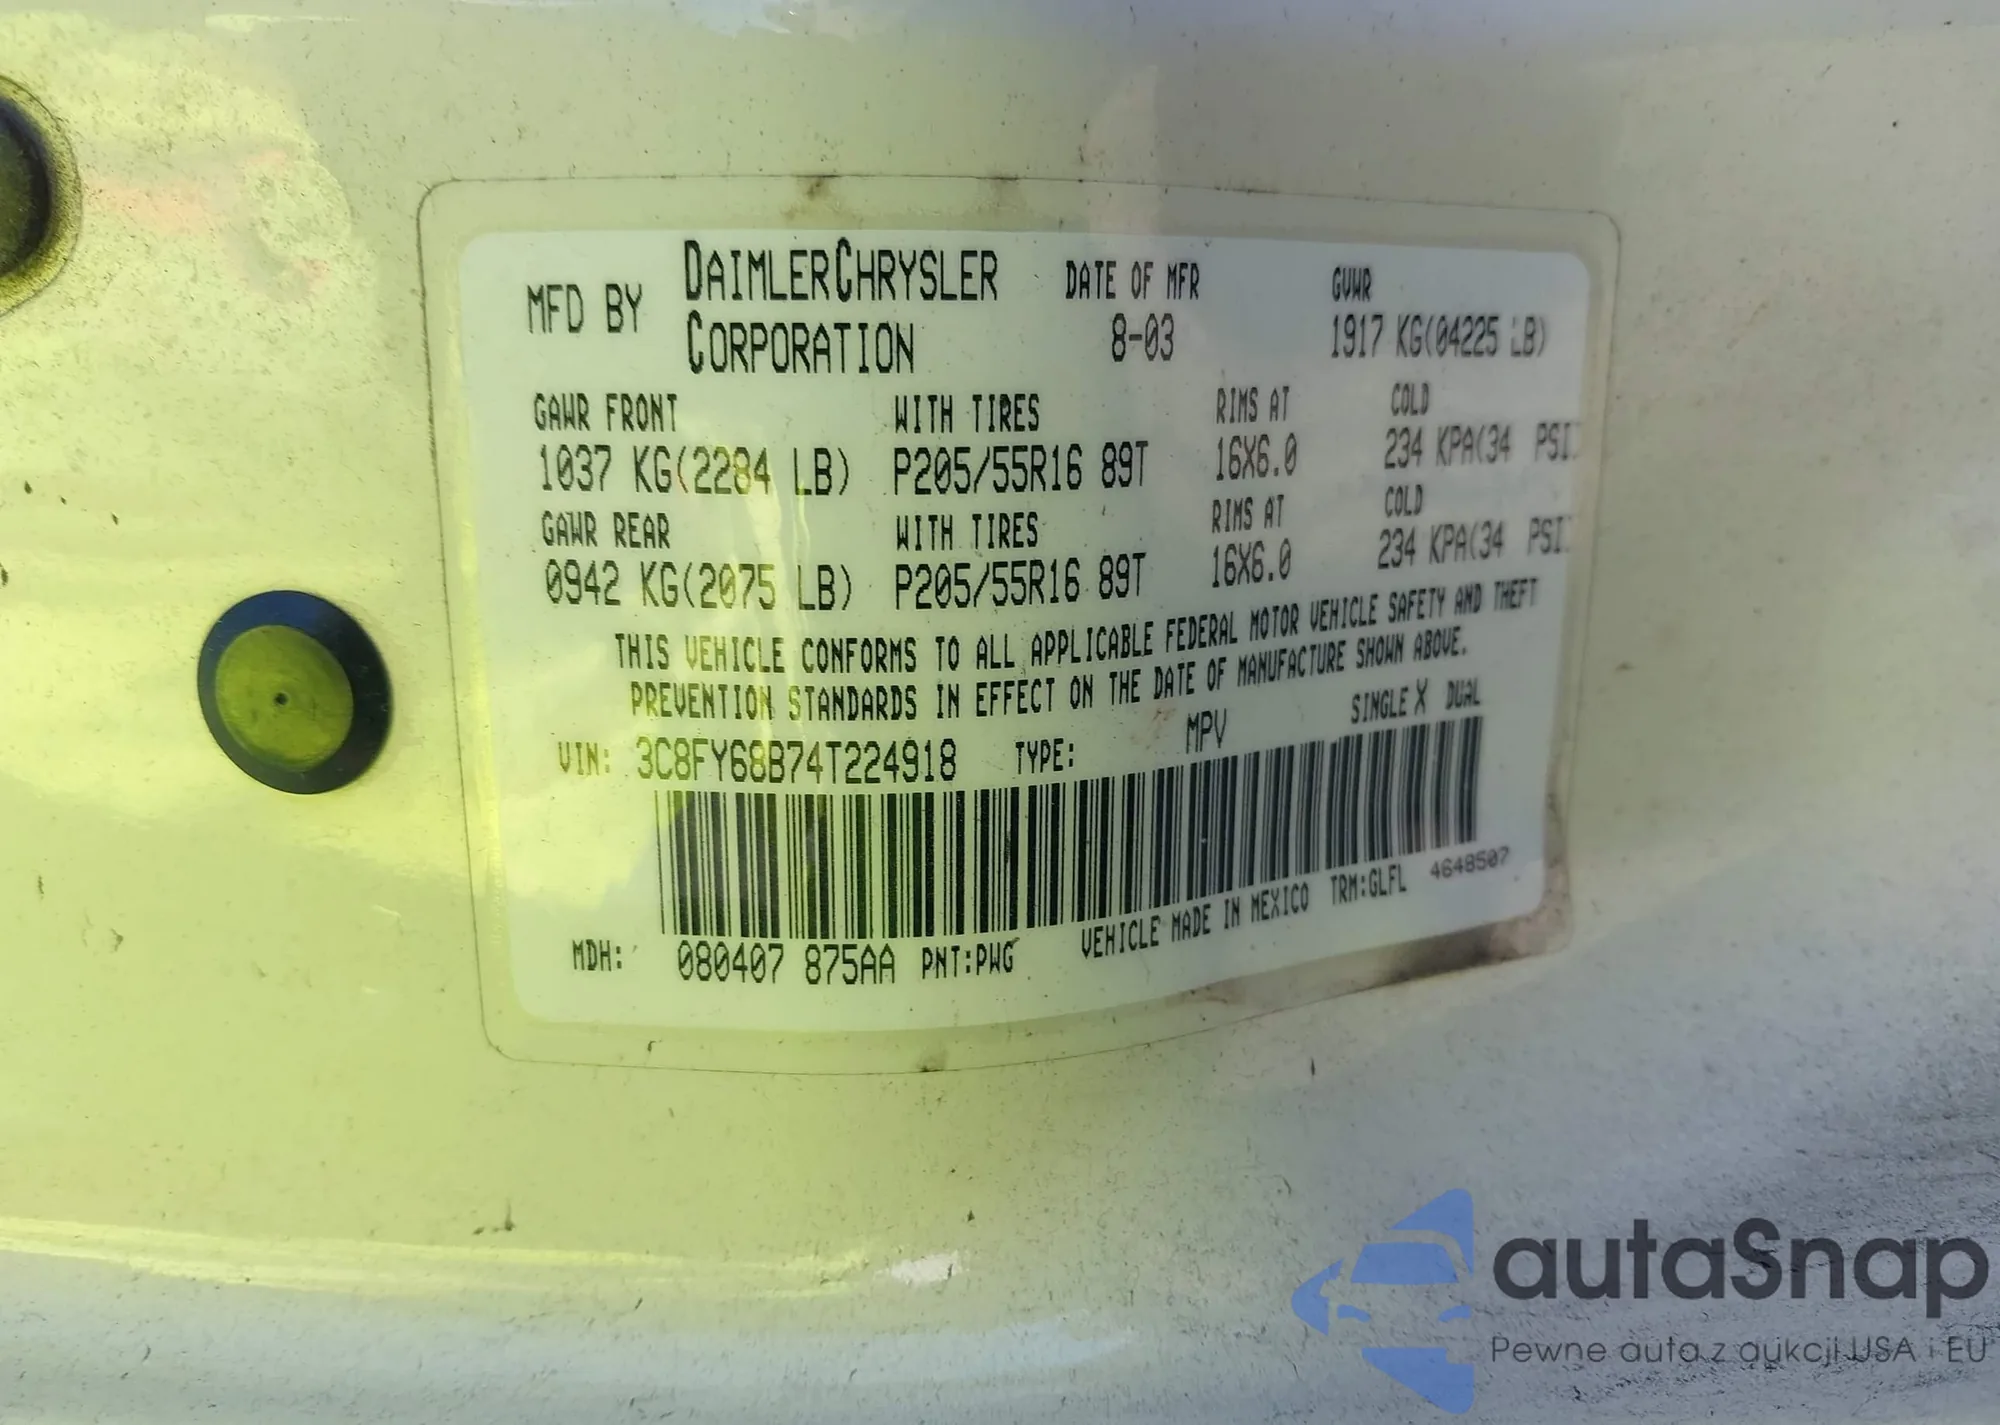 MFD BY DAIMLERCHRYSLER CORPORATION
DATE OF MFR
8-03
GVWR
1917 KG(04225 LB)
GAWR FRONT WITH TIRES RIMS AT COLD
1037 KG(2284 LB) P205/55R16 89T 16X6.0 234 KPA(34 PSI)
GAWR REAR WITH TIRES RIMS AT COLD
0942 KG(2075 LB) P205/55R16 89T 16X6.0 234 KPA(34 PSI)
THIS VEHICLE CONFORMS TO ALL APPLICABLE FEDERAL MOTOR VEHICLE SAFETY AND THEFT
PREVENTION STANDARDS IN EFFECT ON THE DATE OF MANUFACTURE SHOWN ABOVE.
VIN: 3C8FY68B74T224918 TYPE: MPV SINGLE X DUAL
MDH: 080407 875AA PNT:PWG VEHICLE MADE IN MEXICO TRM:GLFL 4648507
autaSnap
Pewne auta z aukcji USA i EU